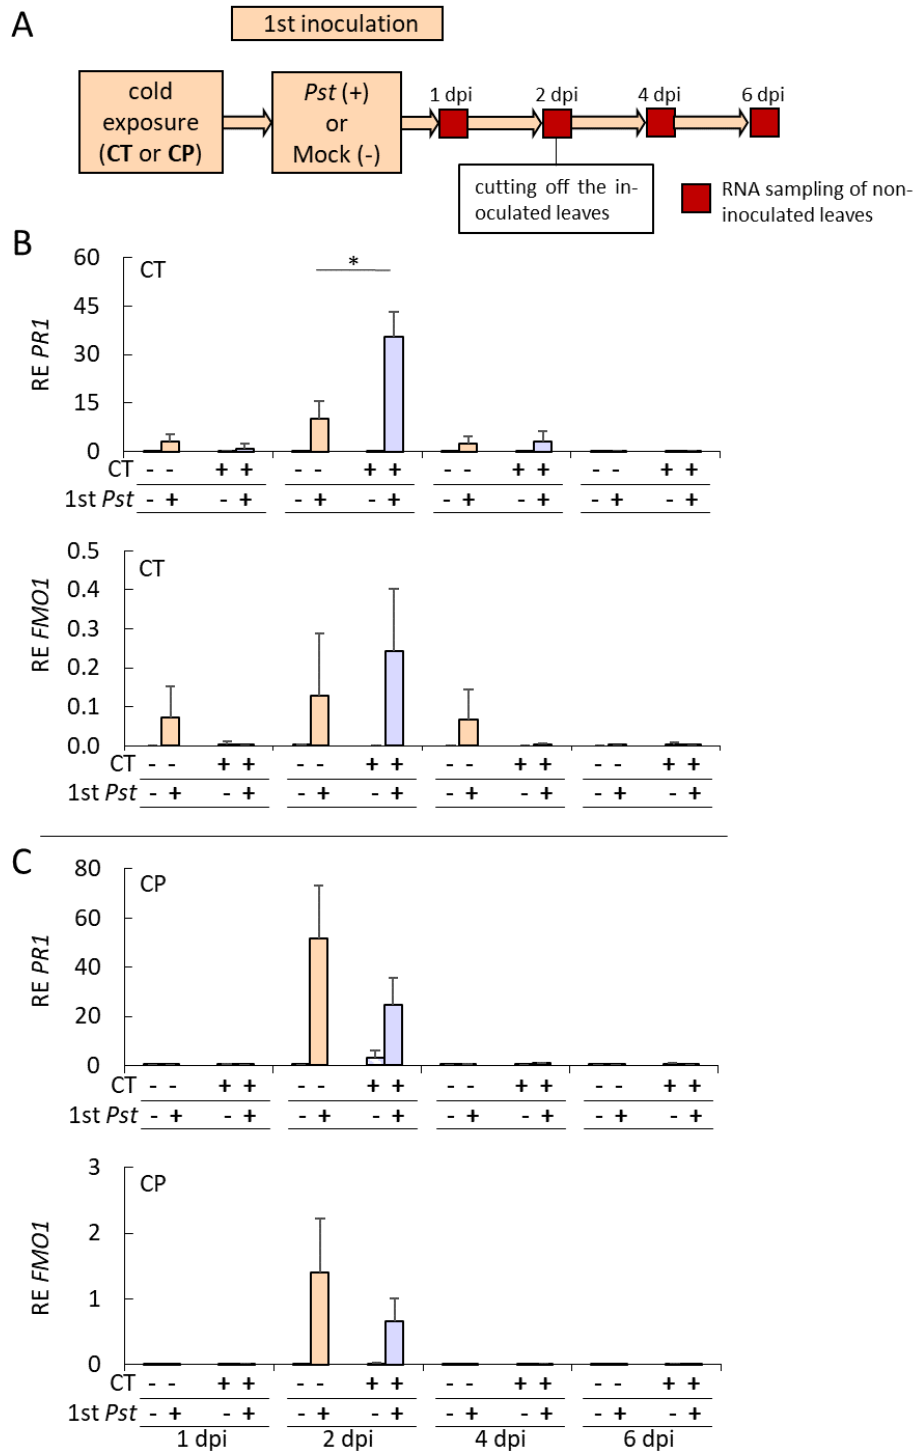 A
1st inoculation
cold exposure (CT or CP)
Pst (+) or Mock (-)
1 dpi 2 dpi 4 dpi 6 dpi
cutting off the in-
oculated leaves
RNA sampling of non-
inoculated leaves
B
CT
*
RE PR1
60
45
30
15
0
CT - - + + - - + + - - + + - - + +
1st Pst - + - + - + - + - + - + - + - +
CT
RE FMO1
0.5
0.4
0.3
0.2
0.1
0.0
CT - - + + - - + + - - + + - - + +
1st Pst - + - + - + - + - + - + - + - +
C
CP
RE PR1
80
60
40
20
0
CT - - + + - - + + - - + + - - + +
1st Pst - + - + - + - + - + - + - + - +
CP
RE FMO1
3
2
1
0
CT - - + + - - + + - - + + - - + +
1st Pst - + - + - + - + - + - + - + - +
1 dpi 2 dpi 4 dpi 6 dpi